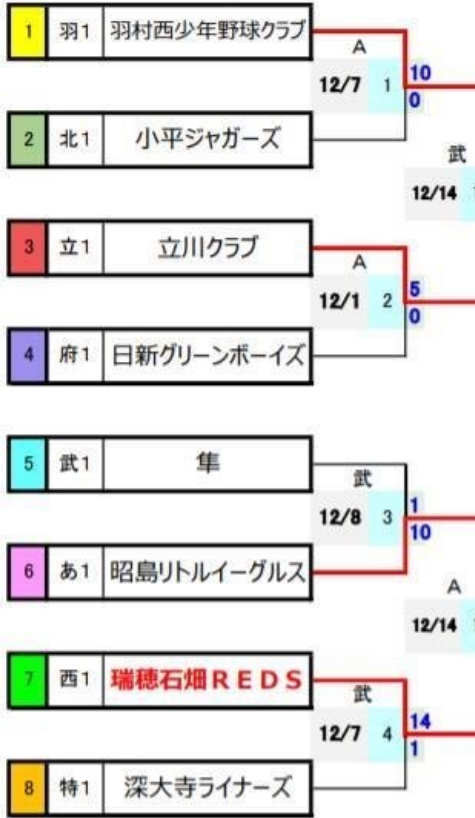 1 羽1 羽村西少年野球クラブ
A
12/7 1 10
0
2 北1 小平ジャガーズ
武
12/14
3 立1 立川クラブ
A
12/1 2 5
0
4 府1 日新グリーンボーイズ
5 武1 隼
武
12/8 3 1
10
6 あ1 昭島リトルイーグルス
A
12/14
7 西1 瑞穂石畑REDS
武
12/7 4 14
1
8 特1 深大寺ライナーズ